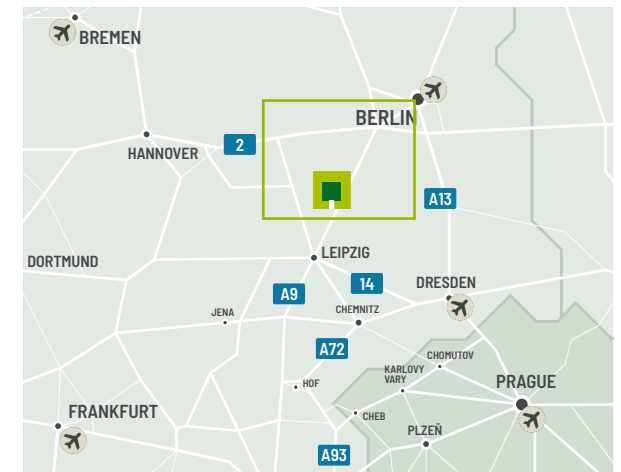 BREMEN
BERLIN
HANNOVER
2
A13
LEIPZIG
DORTMUND
14
DRESDEN
A9
JENA
CHEMNITZ
A72
CHOMUTOV
KARLOVY
VARY
HOF
PRAGUE
FRANKFURT
CHEB
PLZEŇ
A93